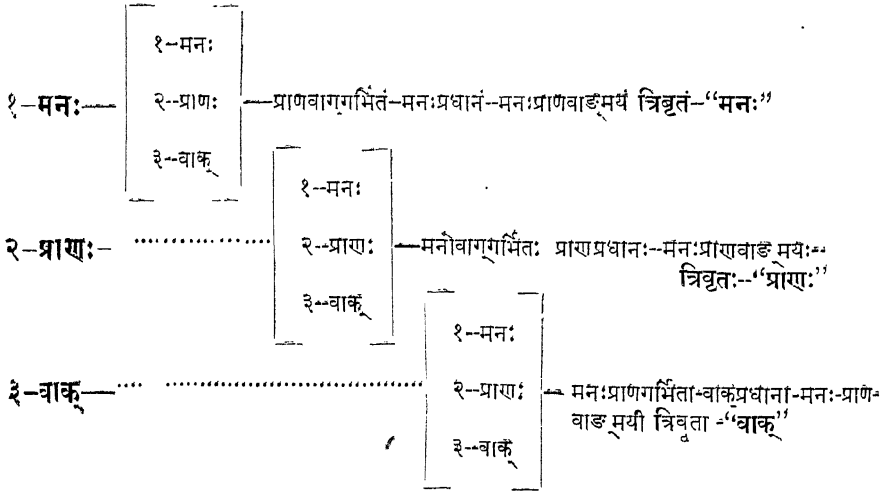 १-मनः
१–मनः—
२--प्राणः
—प्राणवाग्गर्भितं-मनःप्रधानं--मनःप्राणवाङ्मयं त्रिवृतं-“मनः”
३-वाक्
१--मनः
२–प्राणः- ····················
२--प्राणः
—मनोवाग्गर्भितः प्राणप्रधानः--मनःप्राणवाङ्मयः--
त्रिवृतः--“प्राणः”
३--वाक्
१--मनः
३-वाक्—···· ······························
२-प्राणः
— मनःप्राणगर्भिता-वाक्प्रधाना-मनः-प्राण-
वाङ्मयी त्रिवृता -“वाक्”
३--वाक्